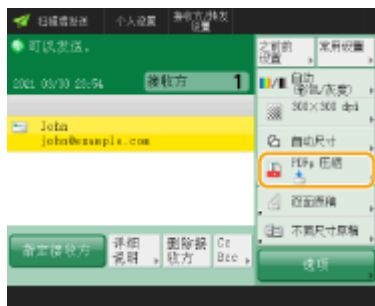 扫描并发送
个人设置
接收方/转发
设置
可以发送。
之前的
设置
常用设置
2021 03/30 23:54
接收方 1
自动
(彩色/灰度)
300×300 dpi
John
john@example.com
自动尺寸
PDF; 压缩
双面原稿
不同尺寸原稿
指定接收方
详细
说明
删除接
收方
Cc
Bcc
选项